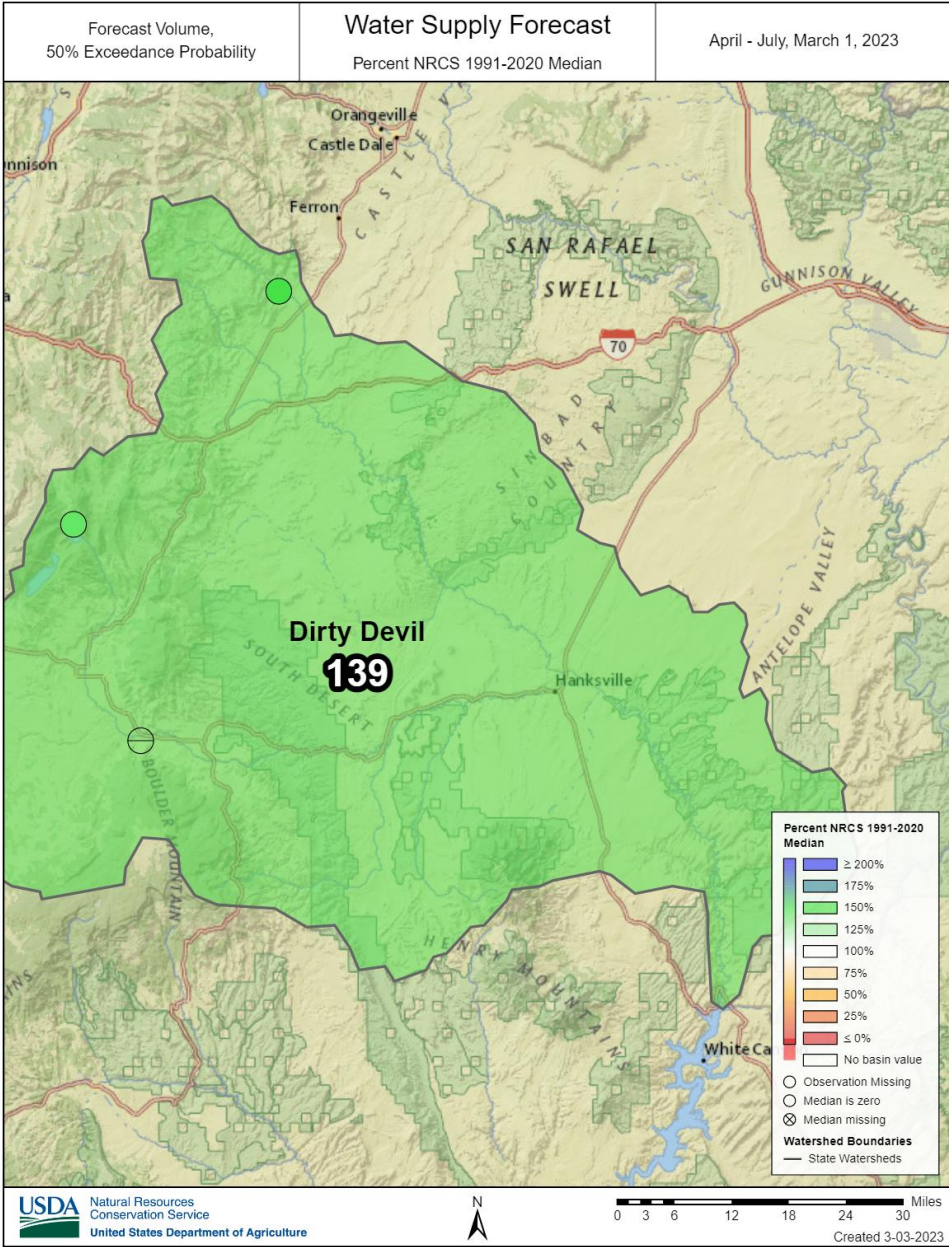 Forecast Volume,
50% Exceedance Probability
Water Supply Forecast
Percent NRCS 1991-2020 Median
April - July, March 1, 2023
Orangeville
Castle Dale
nnison
Ferron
CASTLE V
SAN RAFAEL
SWELL
GUNNISON VALLEY
70
SINBAD
COUNTRY
ANTELOPE VALLEY
Dirty Devil
139
SOUTH DESERT
Hanksville
BOULDER MOUNTAIN
HENRY MOUNTAINS
White Ca
Percent NRCS 1991-2020
Median
≥ 200%
175%
150%
125%
100%
75%
50%
25%
≤ 0%
No basin value
Observation Missing
Median is zero
Median missing
Watershed Boundaries
State Watersheds
USDA
Natural Resources
Conservation Service
United States Department of Agriculture
N
Miles
0 3 6 12 18 24 30
Created 3-03-2023